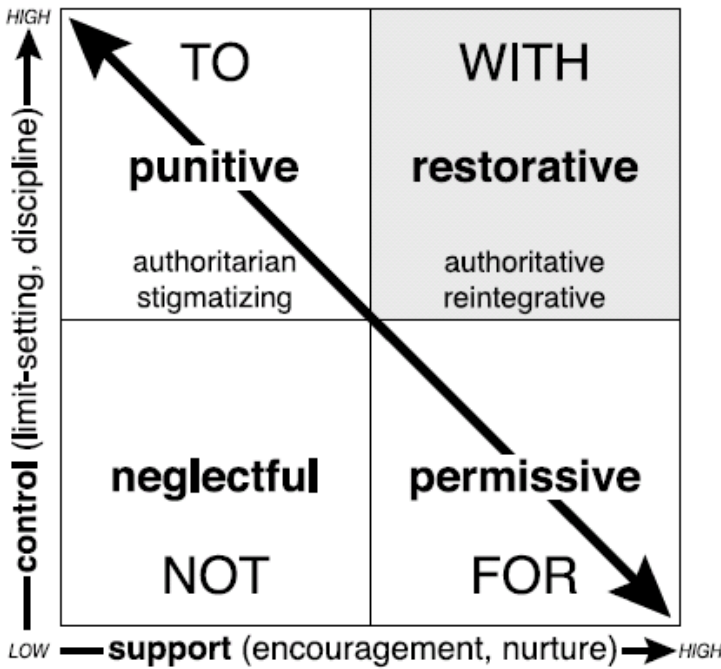 HIGH
TO
WITH
punitive
restorative
authoritarian
stigmatizing
authoritative
reintegrative
neglectful
permissive
NOT
FOR
control (limit-setting, discipline)
LOW
support (encouragement, nurture)
HIGH